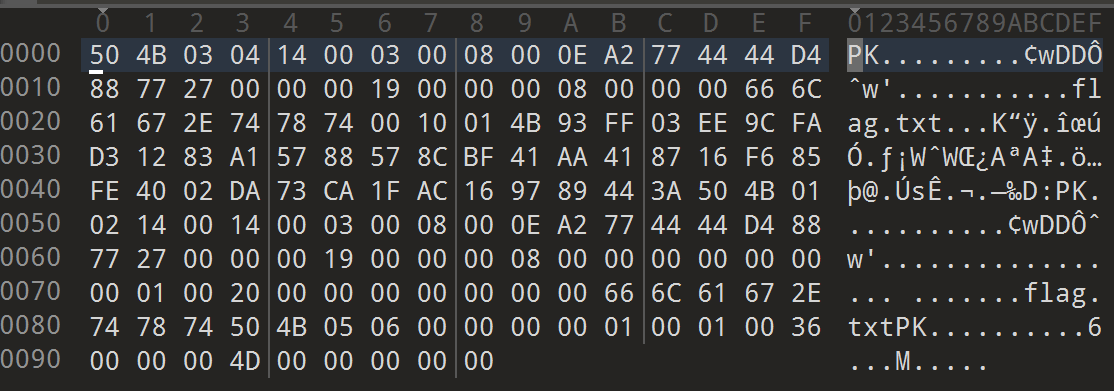 0 1 2 3 4 5 6 7 8 9 A B C D E F 0123456789ABCDEF
0000 50 4B 03 04 14 00 03 00 08 00 0E A2 77 44 44 D4 PK.........¢wDDÔ
0010 88 77 27 00 00 00 19 00 00 00 08 00 00 00 66 6C ˆw'...........fl
0020 61 67 2E 74 78 74 00 10 01 4B 93 FF 03 EE 9C FA ag.txt...K“ÿ.îœú
0030 D3 12 83 A1 57 88 57 8C BF 41 AA 41 87 16 F6 85 Ó.ƒ¡WˆWŒ¿AªA‡.ö…
0040 FE 40 02 DA 73 CA 1F AC 16 97 89 44 3A 50 4B 01 þ@.ÚsÊ.¬.—‰D:PK.
0050 02 14 00 14 00 03 00 08 00 0E A2 77 44 44 D4 88 ..........¢wDDÔˆ
0060 77 27 00 00 00 19 00 00 00 08 00 00 00 00 00 00 w'..............
0070 00 01 00 20 00 00 00 00 00 00 00 66 6C 61 67 2E ... .......flag.
0080 74 78 74 50 4B 05 06 00 00 00 00 01 00 01 00 36 txtPK..........6
0090 00 00 00 4D 00 00 00 00 00 ...M.....